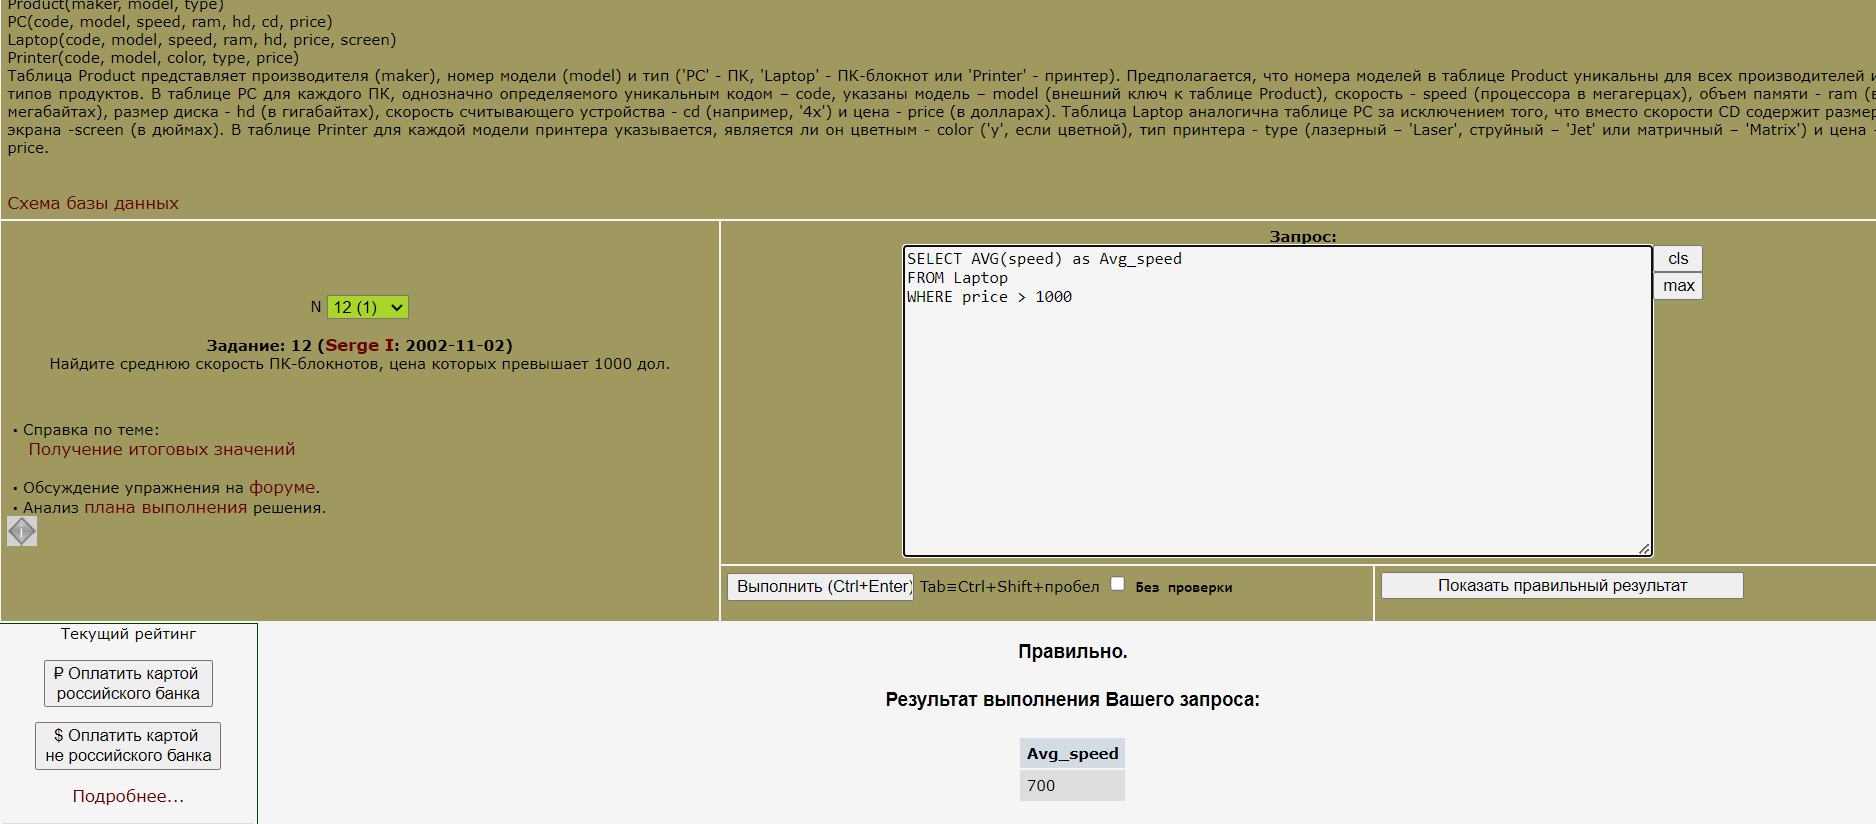 Product(maker, model, type)
PC(code, model, speed, ram, hd, cd, price)
Laptop(code, model, speed, ram, hd, price, screen)
Printer(code, model, color, type, price)
Таблица Product представляет производителя (maker), номер модели (model) и тип ('PC' - ПК, 'Laptop' - ПК-блокнот или 'Printer' - принтер). Предполагается, что номера моделей в таблице Product уникальны для всех производителей и
типов продуктов. В таблице PC для каждого ПК, однозначно определяемого уникальным кодом – code, указаны модель – model (внешний ключ к таблице Product), скорость - speed (процессора в мегагерцах), объем памяти - ram (в
мегабайтах), размер диска - hd (в гигабайтах), скорость считывающего устройства - cd (например, '4x') и цена - price (в долларах). Таблица Laptop аналогична таблице РС за исключением того, что вместо скорости CD содержит размер
экрана -screen (в дюймах). В таблице Printer для каждой модели принтера указывается, является ли он цветным - color ('y', если цветной), тип принтера - type (лазерный – 'Laser', струйный – 'Jet' или матричный – 'Matrix') и цена -
price.
Схема базы данных
Запрос:
SELECT AVG(speed) as Avg_speed
FROM Laptop
WHERE price > 1000
cls
max
N 12 (1)
Задание: 12 (Serge I: 2002-11-02)
Найдите среднюю скорость ПК-блокнотов, цена которых превышает 1000 дол.
· Справка по теме:
Получение итоговых значений
· Обсуждение упражнения на форуме.
· Анализ плана выполнения решения.
i
Выполнить (Ctrl+Enter) Tab≡Ctrl+Shift+пробел Без проверки
Показать правильный результат
Текущий рейтинг
₽ Оплатить картой
российского банка
$ Оплатить картой
не российского банка
Подробнее...
Правильно.
Результат выполнения Вашего запроса:
Avg_speed
700